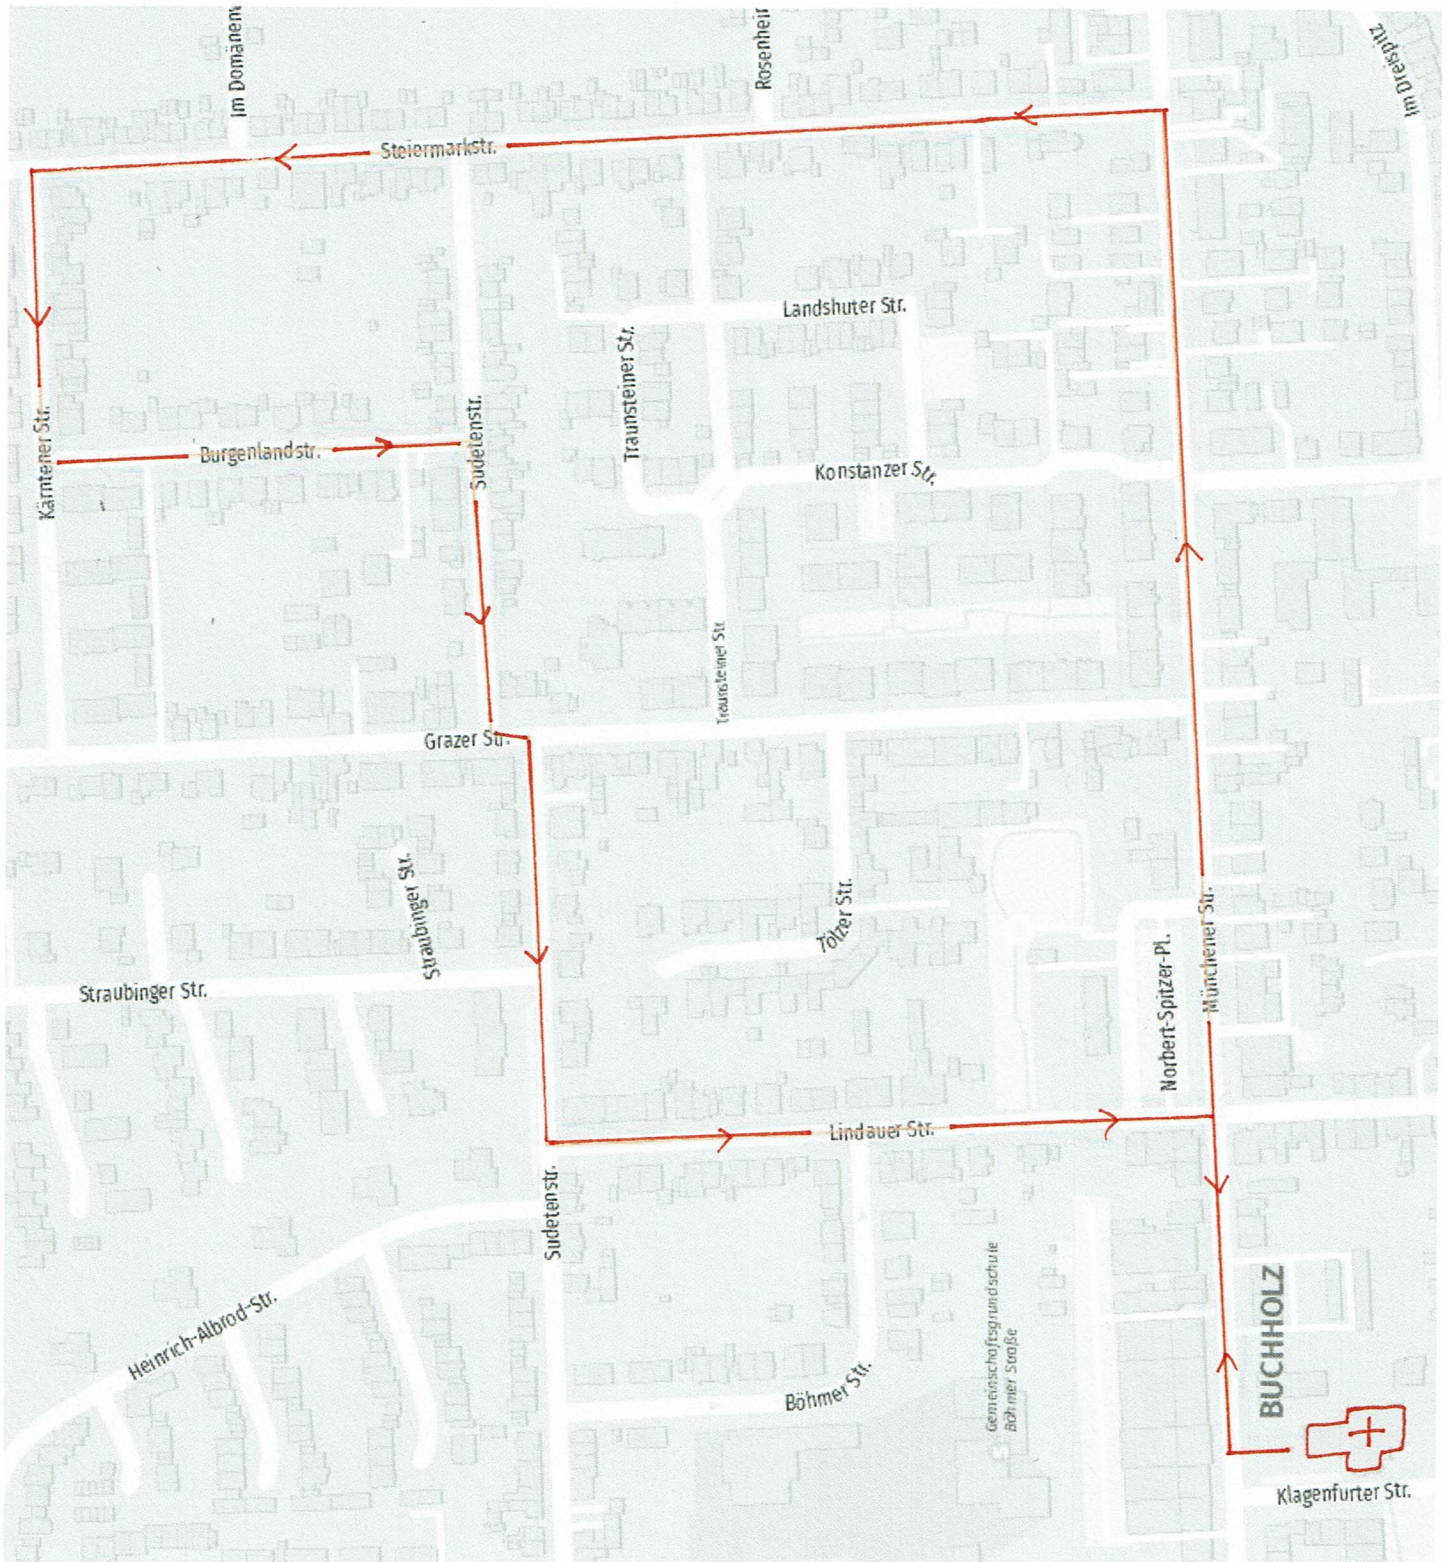 Im Domänenw
Rosenheim
Im Dreispitz
Steiermarkstr.
Landshuter Str.
Traunsteiner Str.
Kärntener Str.
Burgenlandstr.
Sudetenstr.
Konstanzer Str.
Traunsteiner Str.
Grazer Str.
Straubinger Str.
Tölzer Str.
Straubinger Str.
Norbert-Spitzer-Pl.
Münchener Str.
Lindauer Str.
Sudetenstr.
Heinrich-Albrod-Str.
Böhmer Str.
Gemeinschaftsgrundschule
Böhmer Straße
BUCHHOLZ
Klagenfurter Str.